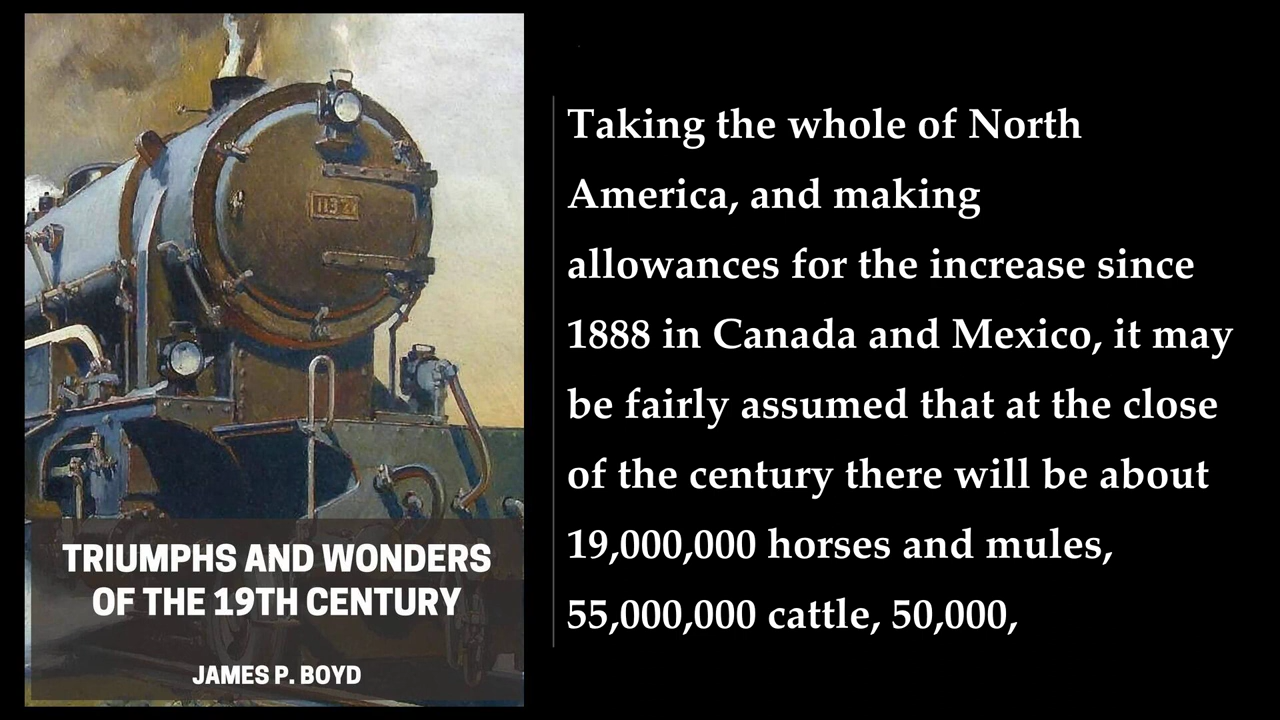 TRIUMPHS AND WONDERS
OF THE 19TH CENTURY
JAMES P. BOYD
Taking the whole of North
America, and making
allowances for the increase since
1888 in Canada and Mexico, it may
be fairly assumed that at the close
of the century there will be about
19,000,000 horses and mules,
55,000,000 cattle, 50,000,